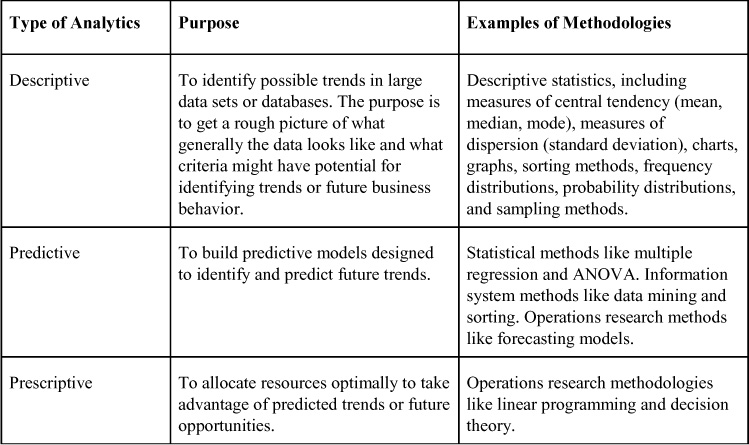 Type of Analytics
Purpose
Examples of Methodologies
Descriptive
To identify possible trends in large
data sets or databases. The purpose is
to get a rough picture of what
generally the data looks like and what
criteria might have potential for
identifying trends or future business
behavior.
Descriptive statistics, including
measures of central tendency (mean,
median, mode), measures of
dispersion (standard deviation), charts,
graphs, sorting methods, frequency
distributions, probability distributions,
and sampling methods.
Predictive
To build predictive models designed
to identify and predict future trends.
Statistical methods like multiple
regression and ANOVA. Information
system methods like data mining and
sorting. Operations research methods
like forecasting models.
Prescriptive
To allocate resources optimally to take
advantage of predicted trends or future
opportunities.
Operations research methodologies
like linear programming and decision
theory.